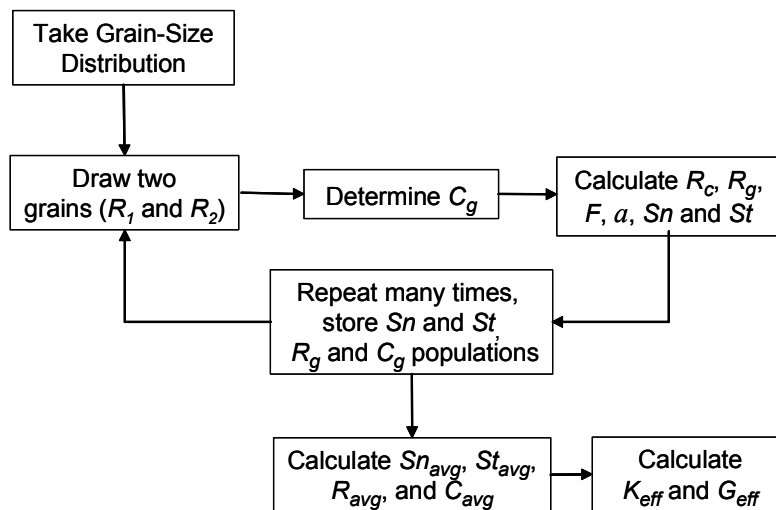 Take Grain-Size
Distribution
Draw two
grains (R1 and R2)
Determine Cg
Calculate Rc, Rg,
F, a, Sn and St
Repeat many times,
store Sn and St,
Rg and Cg populations
Calculate Snavg, Stavg,
Ravg, and Cavg
Calculate
Keff and Geff